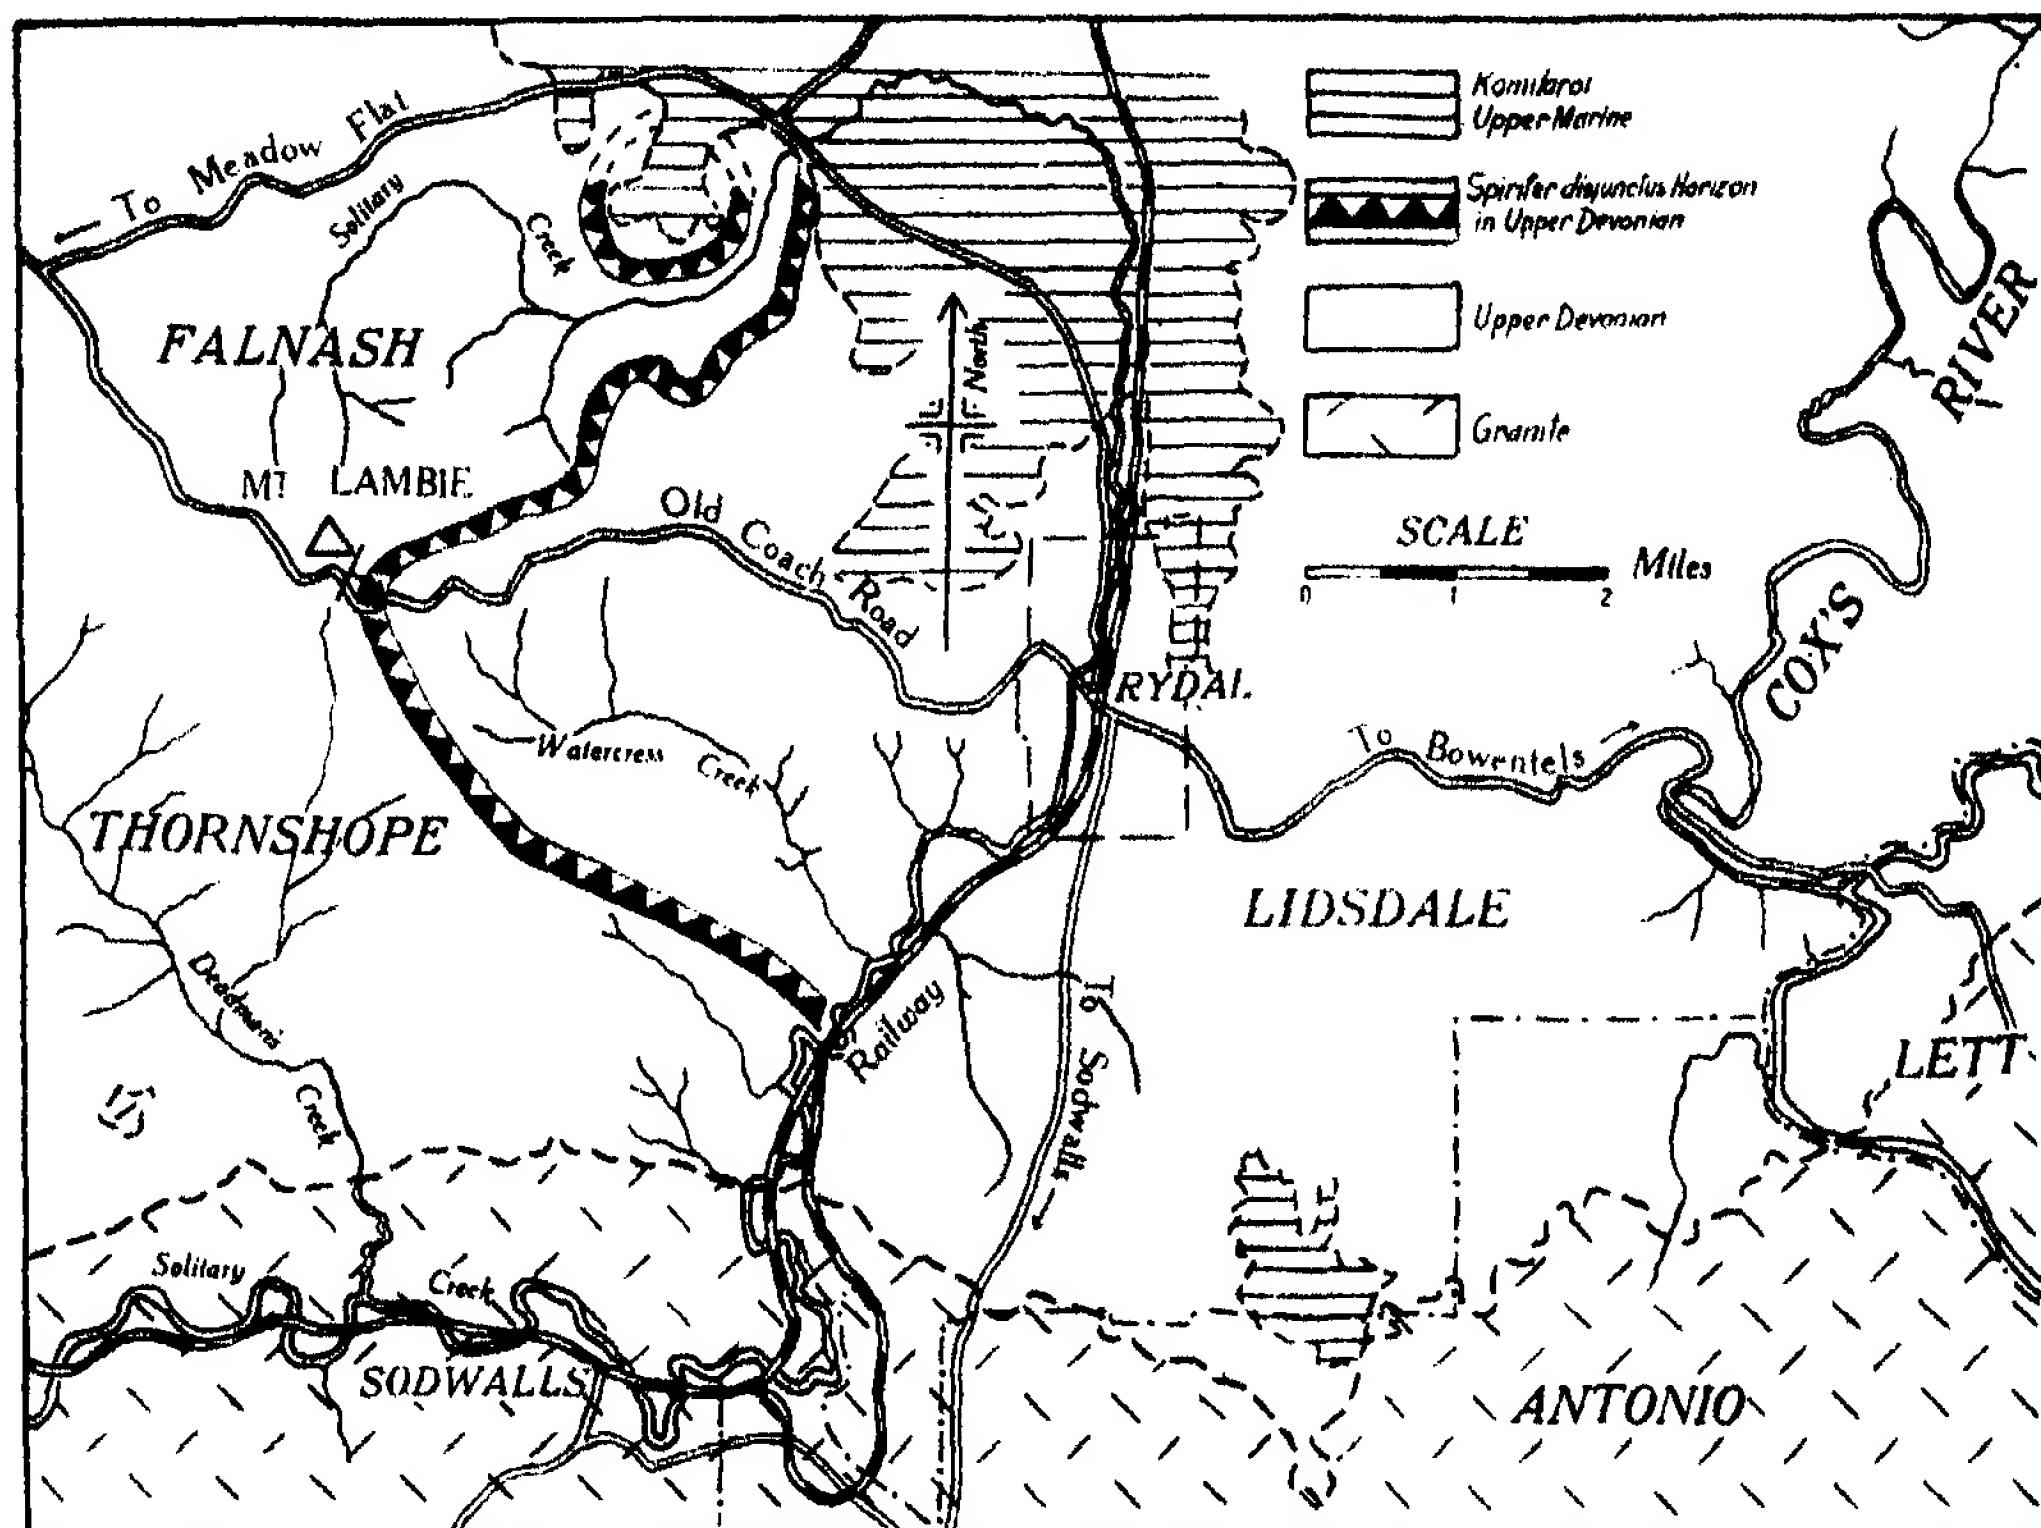 Kamilaroi
Upper Marine
Spirifer disjunctus Horizon
in Upper Devonian
Upper Devonian
Granite
SCALE
Miles
0 1 2
To Meadow Flat
Solitary
Creek
FALNASH
North
MT LAMBIE
Old Coach Road
RIVER
COX'S
RYDAL
To Bowenfels
Watercress Creek
THORNSHOPE
LIDSDALE
Deadman's
Creek
Railway
To Sodwalls
LETT
Solitary Creek
SODWALLS
ANTONIO